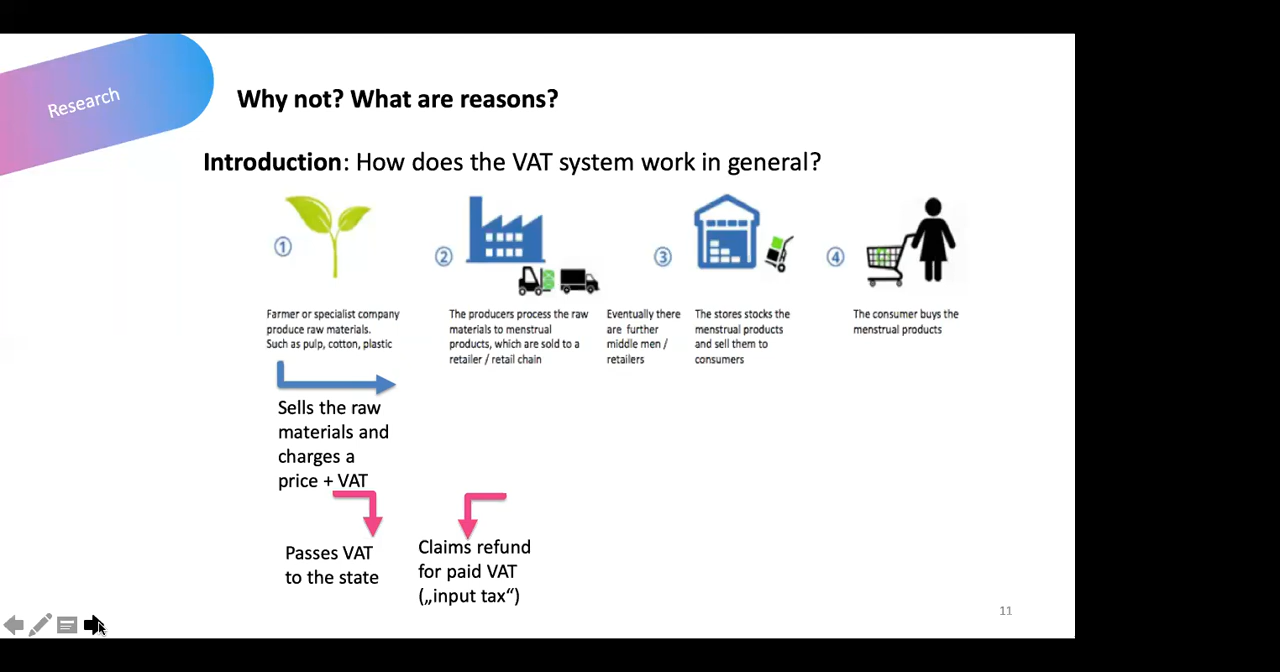 Research
Why not? What are reasons?
Introduction: How does the VAT system work in general?
①
②
③
④
Farmer or specialist company
produce raw materials.
Such as pulp, cotton, plastic
The producers process the raw
materials to menstrual
products, which are sold to a
retailer / retail chain
Eventually there
are further
middle men /
retailers
The stores stocks the
menstrual products
and sell them to
consumers
The consumer buys the
menstrual products
Sells the raw
materials and
charges a
price + VAT
Passes VAT
to the state
Claims refund
for paid VAT
(„input tax“)
11